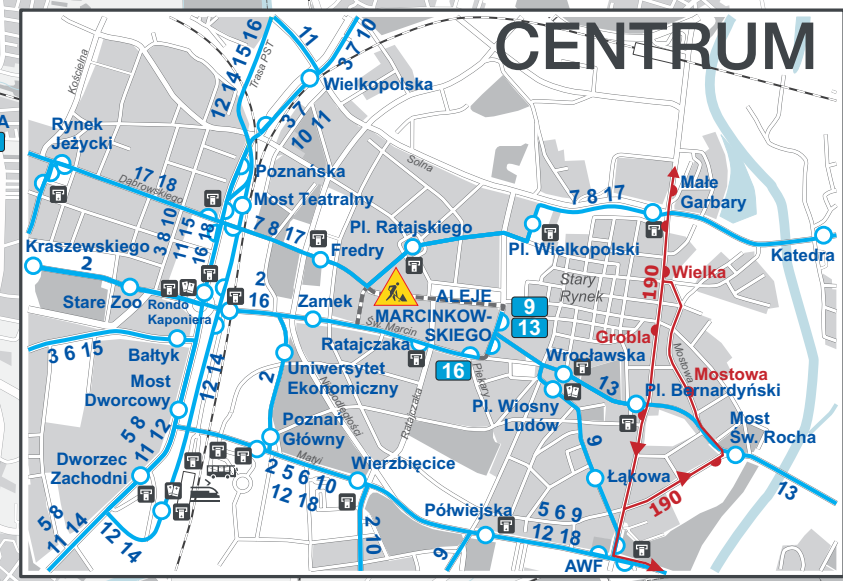 CENTRUM
12 14 15 16
Trasa PST
11
3 7 10
Kościelna
Wielkopolska
A
3 7
10 11
Rynek
Jeżycki
Solna
17 18
Dąbrowskiego
Poznańska
Most Teatralny
Małe
Garbary
7 8 17
3 8 10
11 15
16 18
7 8 17
Pl. Ratajskiego
Fredry
Pl. Wielkopolski
Katedra
Kraszewskiego
2
Stare Zoo
Rondo
Kaponiera
2
16
Zamek
Św. Marcin
ALEJE
MARCINKOW-
SKIEGO
9
13
Stary
Rynek
190
Wielka
Grobla
Mostowa
Ratajczaka
16
Piekary
Wrocławska
13
Mostowa
Pl. Bernardyński
3 6 15
Bałtyk
12 14
2
Uniwersytet
Ekonomiczny
Niepodległości
Ratajczaka
Pl. Wiosny
Ludów
Most
Św. Rocha
Most
Dworcowy
5 8
11 12
Poznań
Główny
Matyi
9
Dworzec
Zachodni
2 5 6 10
12 18
Wierzbięcice
Łąkowa
190
13
Półwiejska
5 6 9
12 18
5 8
11 14
12 14
2 10
9
AWF